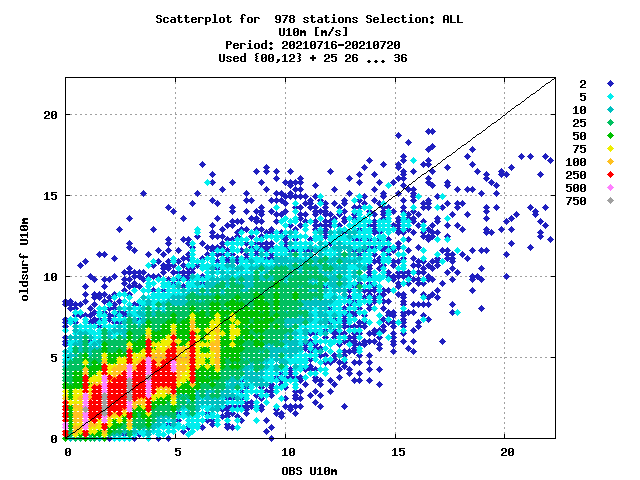 Scatterplot for  978 stations Selection: ALL
U10m [m/s]
Period: 20210716-20210720
Used {00,12} + 25 26 ... 36
2
5
10
25
50
75
100
250
500
750
20
15
10
5
0
oldsurf U10m
0 5 10 15 20
OBS U10m